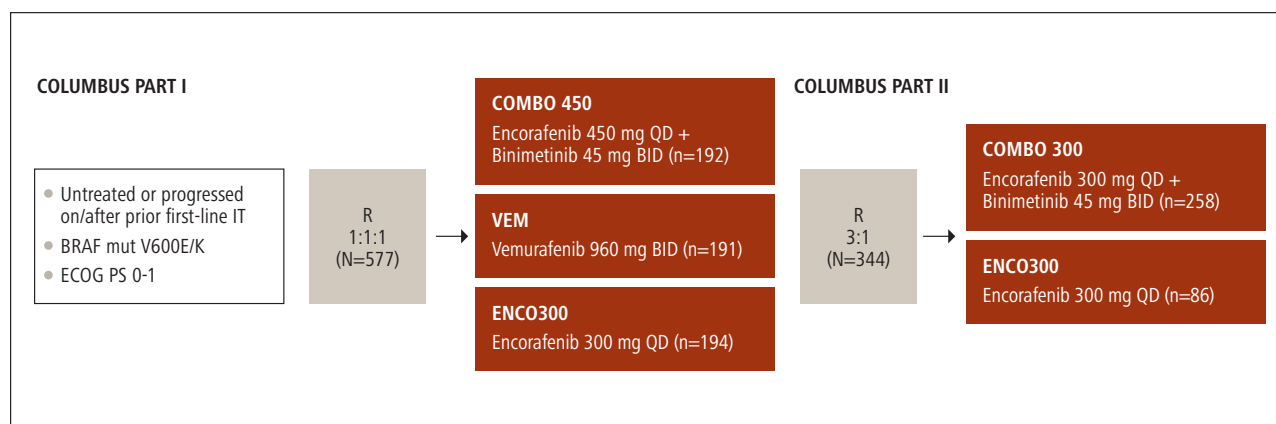 COLUMBUS PART I
Untreated or progressed
on/after prior first-line IT
BRAF mut V600E/K
ECOG PS 0-1
R
1:1:1
(N=577)
COMBO 450
Encorafenib 450 mg QD +
Binimetinib 45 mg BID (n=192)
VEM
Vemurafenib 960 mg BID (n=191)
ENCO300
Encorafenib 300 mg QD (n=194)
COLUMBUS PART II
R
3:1
(N=344)
COMBO 300
Encorafenib 300 mg QD +
Binimetinib 45 mg BID (n=258)
ENCO300
Encorafenib 300 mg QD (n=86)